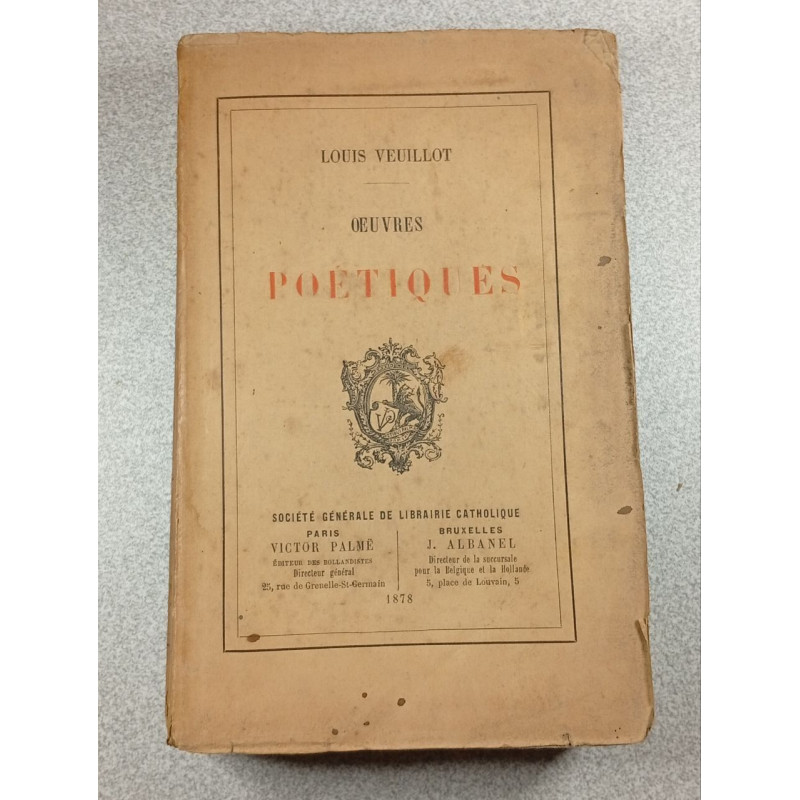 LOUIS VEUILLOT
ŒUVRES
POÉTIQUES
VP
SOCIÉTÉ GÉNÉRALE DE LIBRAIRIE CATHOLIQUE
PARIS
VICTOR PALMÉ
ÉDITEUR DES BOLLANDISTES
Directeur général
25, rue de Grenelle-St-Germain
BRUXELLES
J. ALBANEL
Directeur de la succursale
pour la Belgique et la Hollande
5, place de Louvain, 5
1878